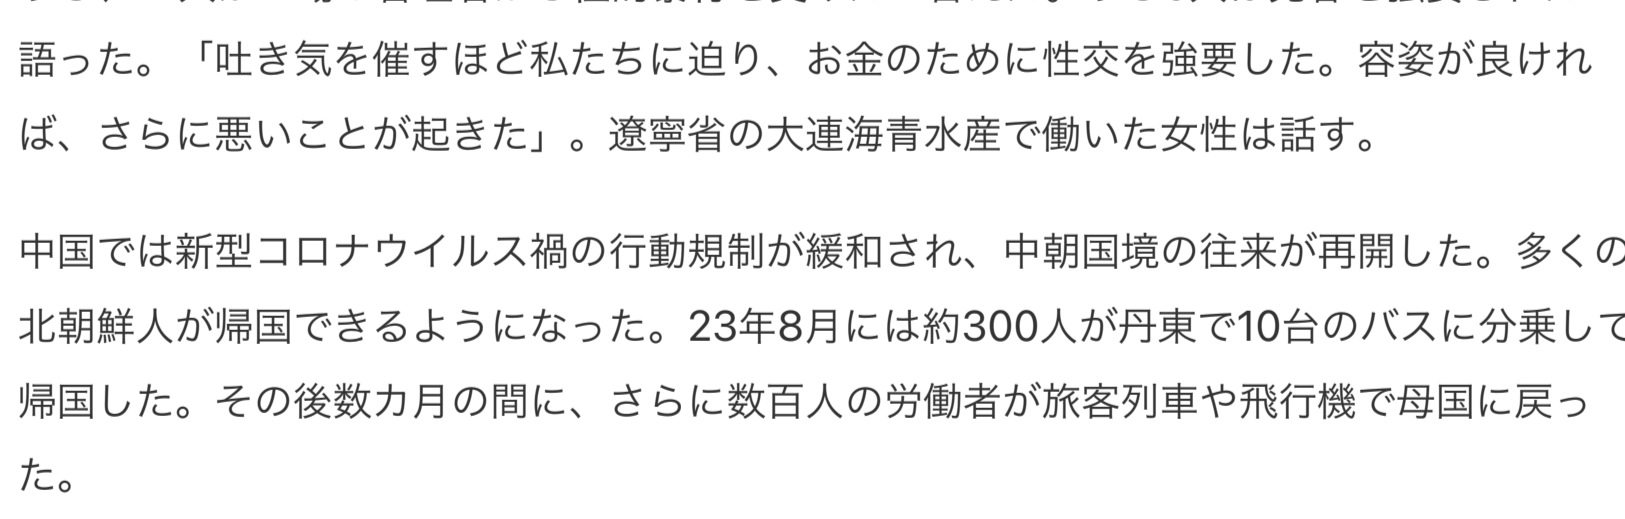 語った。「吐き気を催すほど私たちに迫り、お金のために性交を強要した。容姿が良けれ
ば、さらに悪いことが起きた」。遼寧省の大連海青水産で働いた女性は話す。
中国では新型コロナウイルス禍の行動規制が緩和され、中朝国境の往来が再開した。多くの
北朝鮮人が帰国できるようになった。23年8月には約300人が丹東で10台のバスに分乗して
帰国した。その後数カ月の間に、さらに数百人の労働者が旅客列車や飛行機で母国に戻っ
た。